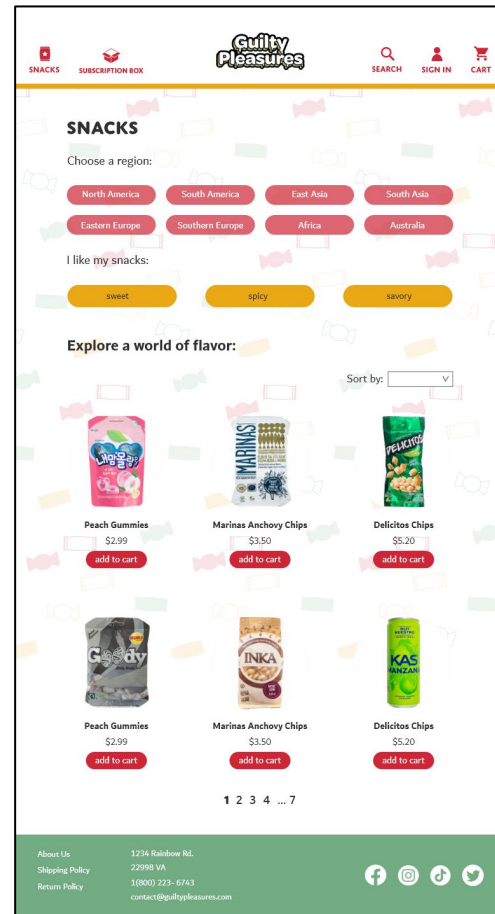 Guilty
Pleasures
SNACKS
SUBSCRIPTION BOX
SEARCH
SIGN IN
CART
SNACKS
Choose a region:
North America
South America
East Asia
South Asia
Eastern Europe
Southern Europe
Africa
Australia
I like my snacks:
sweet
spicy
savory
Explore a world of flavor:
Sort by:
MARINAS
DELICITOS
Peach Gummies
Marinas Anchovy Chips
Delicitos Chips
$2.99
$3.50
$5.20
add to cart
add to cart
add to cart
Goody
INKA
KAS
MANZANA
Peach Gummies
Marinas Anchovy Chips
Delicitos Chips
$2.99
$3.50
$5.20
add to cart
add to cart
add to cart
1 2 3 4 ... 7
About Us
Shipping Policy
Return Policy
1234 Rainbow Rd.
22998 VA
1(800) 223- 6743
contact@guiltypleasures.com